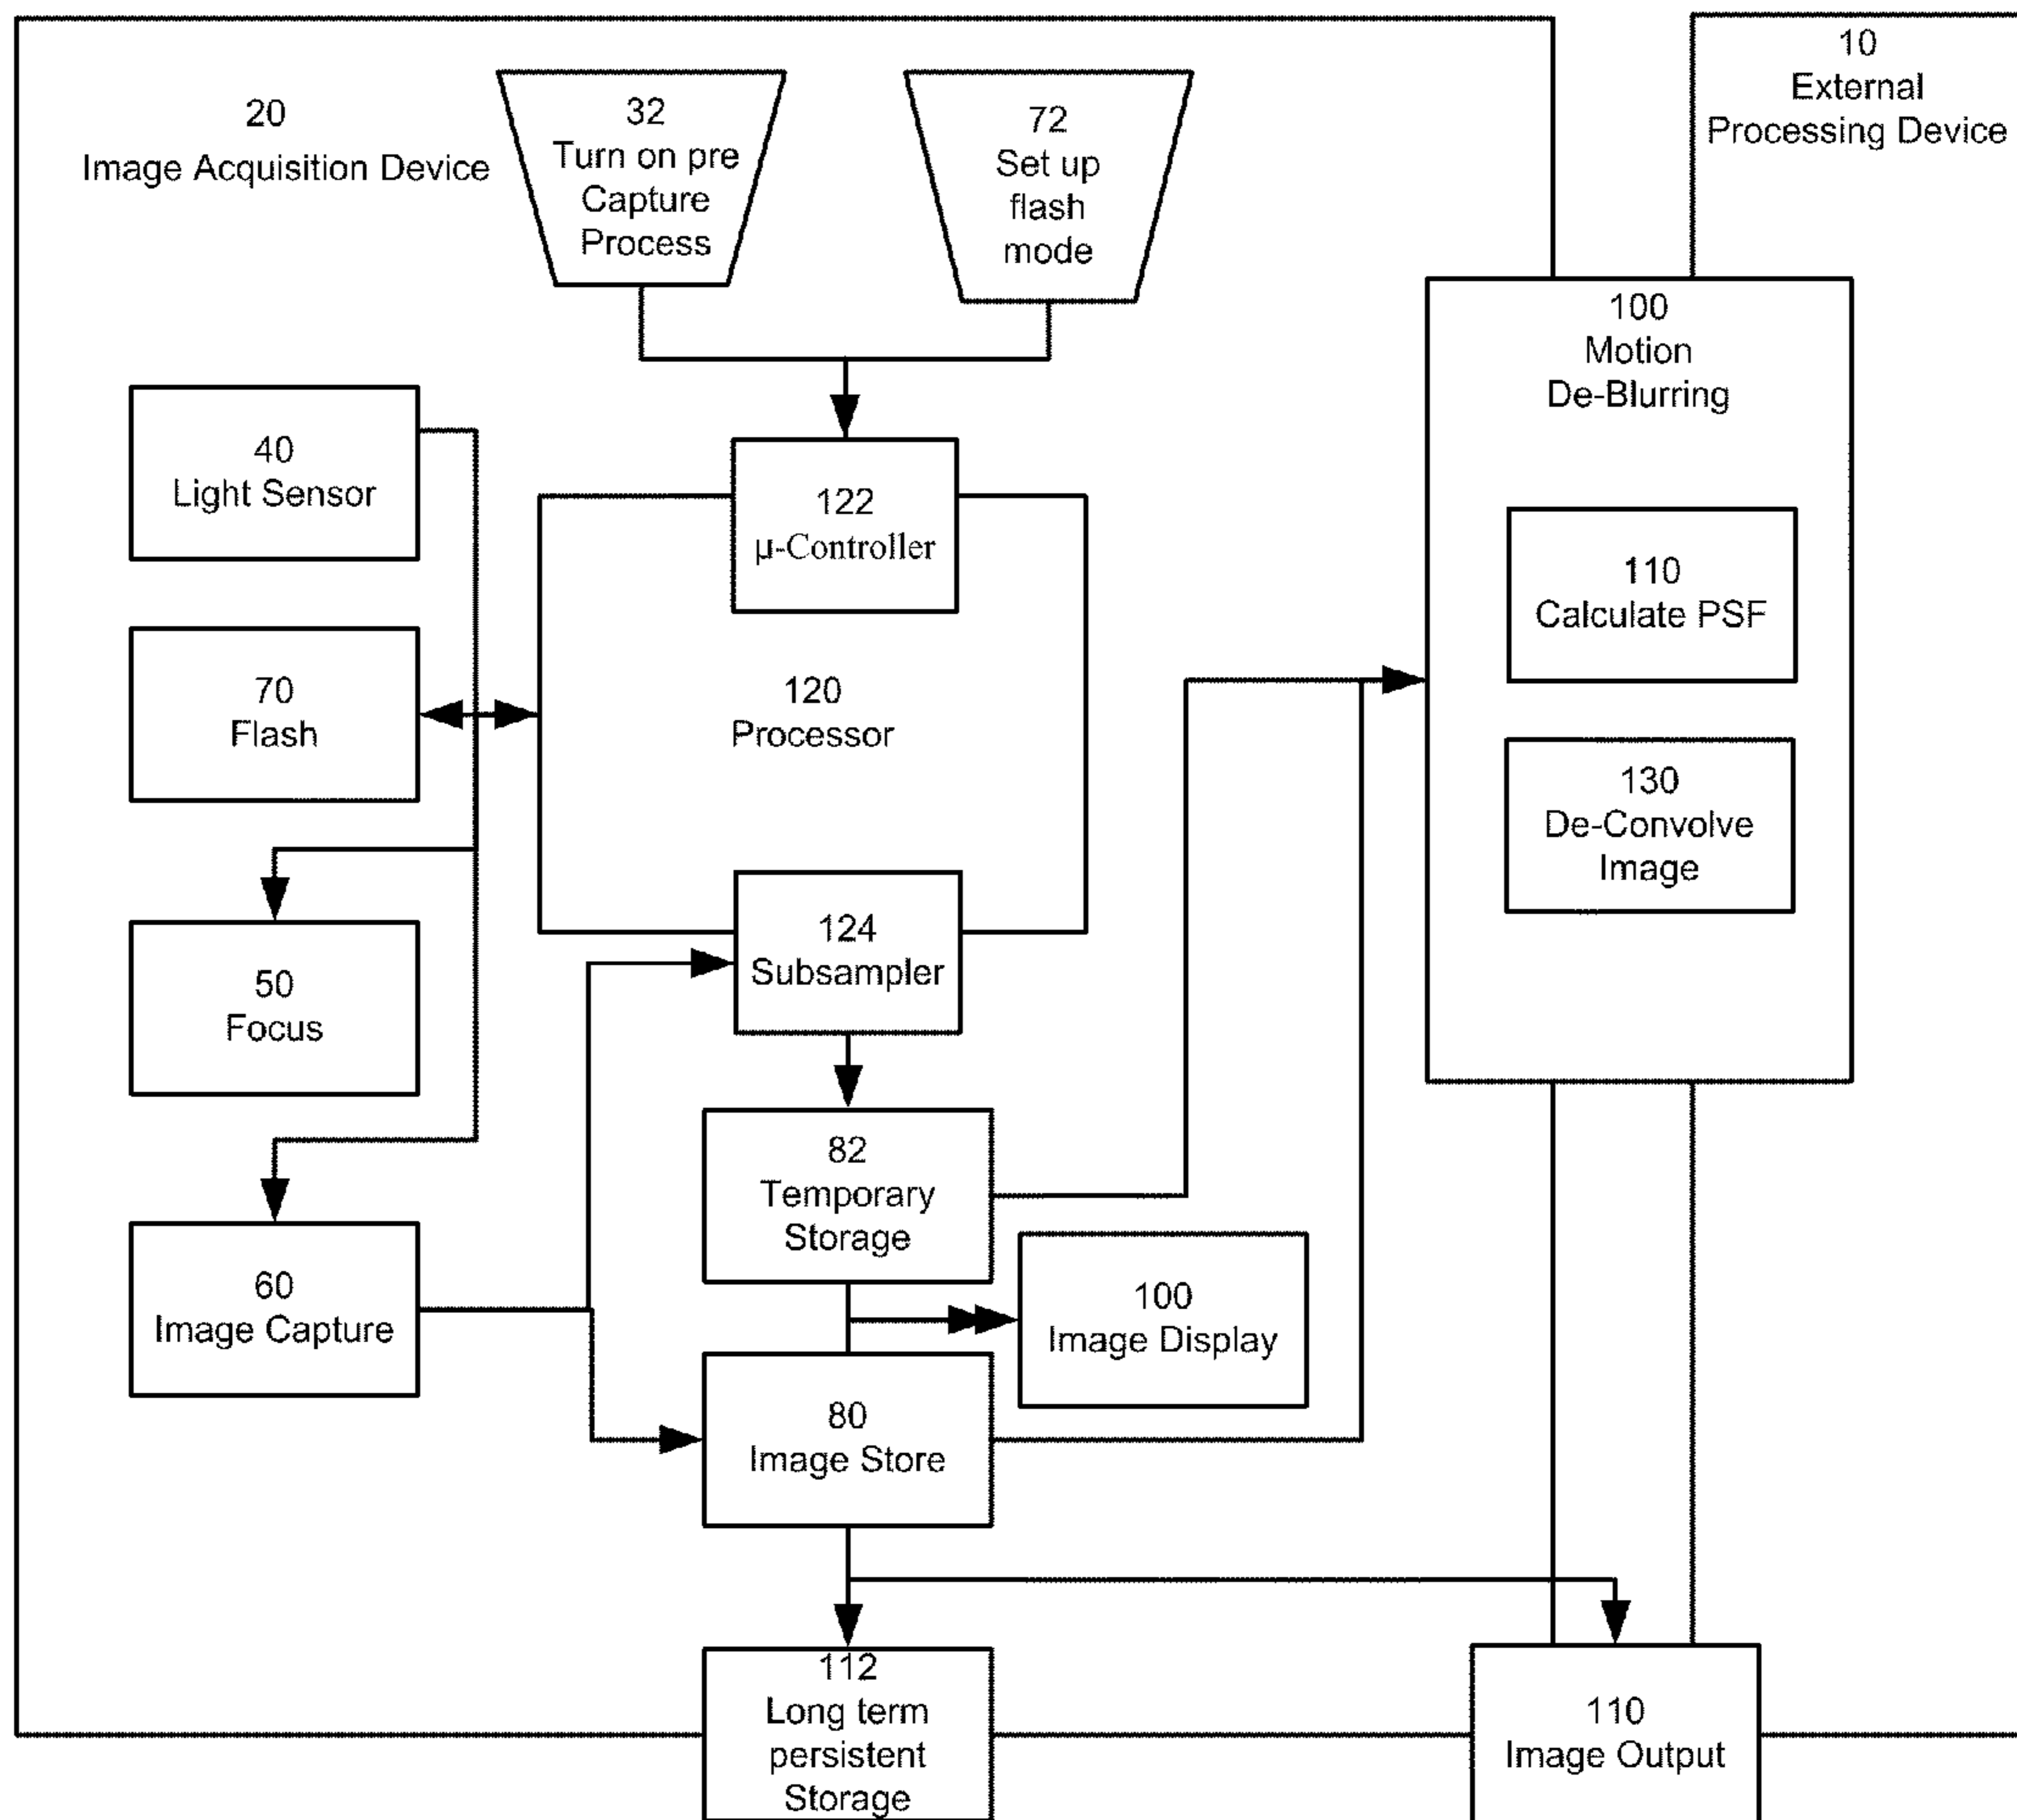 20
Image Acquisition Device
32
Turn on pre
Capture
Process
72
Set up
flash
mode
10
External
Processing Device
100
Motion
De-Blurring
40
Light Sensor
122
μ-Controller
110
Calculate PSF
70
Flash
120
Processor
130
De-Convolve
Image
50
Focus
124
Subsampler
82
Temporary
Storage
60
Image Capture
100
Image Display
80
Image Store
112
Long term
persistent
Storage
110
Image Output